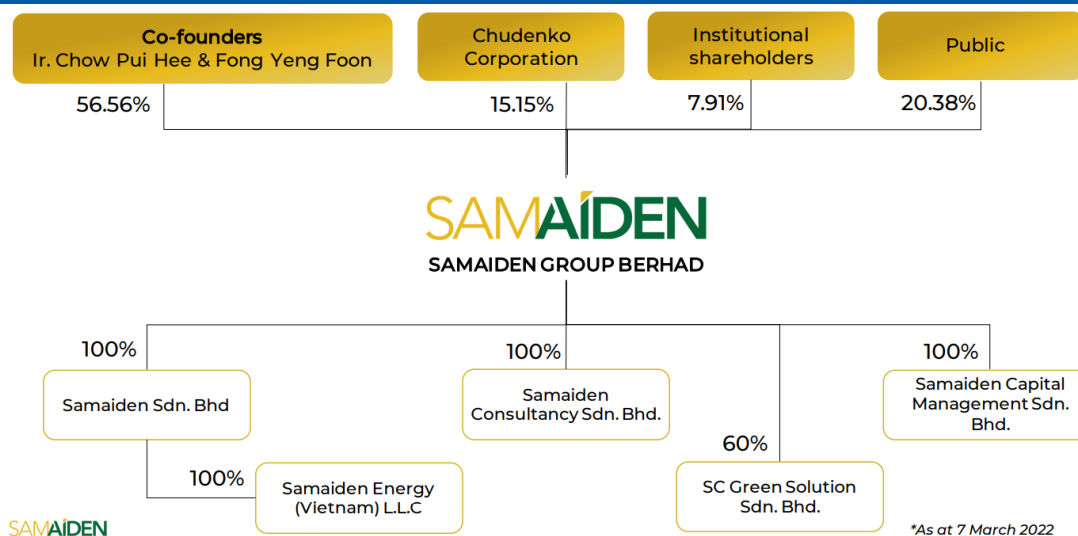 Co-founders
Ir. Chow Pui Hee & Fong Yeng Foon
Chudenko
Corporation
Institutional
shareholders
Public
56.56%
15.15%
7.91%
20.38%
SAMAIDEN
SAMAIDEN GROUP BERHAD
100%
100%
100%
Samaiden Sdn. Bhd
Samaiden
Consultancy Sdn. Bhd.
Samaiden Capital
Management Sdn.
Bhd.
60%
100%
Samaiden Energy
(Vietnam) L.L.C
SC Green Solution
Sdn. Bhd.
SAMAIDEN
*As at 7 March 2022